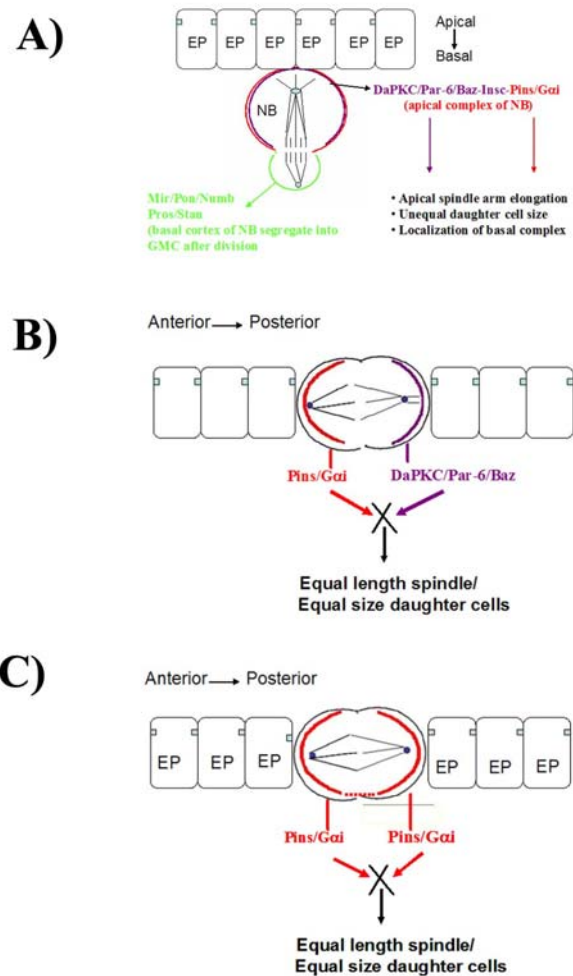 A)
EP EP EP EP EP EP
Apical
Basal
NB
DaPKC/Par-6/Baz-Insc-Pins/Gαi
(apical complex of NB)
Mir/Pon/Numb
Pros/Stan
(basal cortex of NB segregate into
GMC after division
• Apical spindle arm elongation
• Unequal daughter cell size
• Localization of basal complex
B)
Anterior Posterior
Pins/Gαi
DaPKC/Par-6/Baz
Equal length spindle/
Equal size daughter cells
C)
Anterior Posterior
EP EP EP EP EP EP
Pins/Gαi
Pins/Gαi
Equal length spindle/
Equal size daughter cells